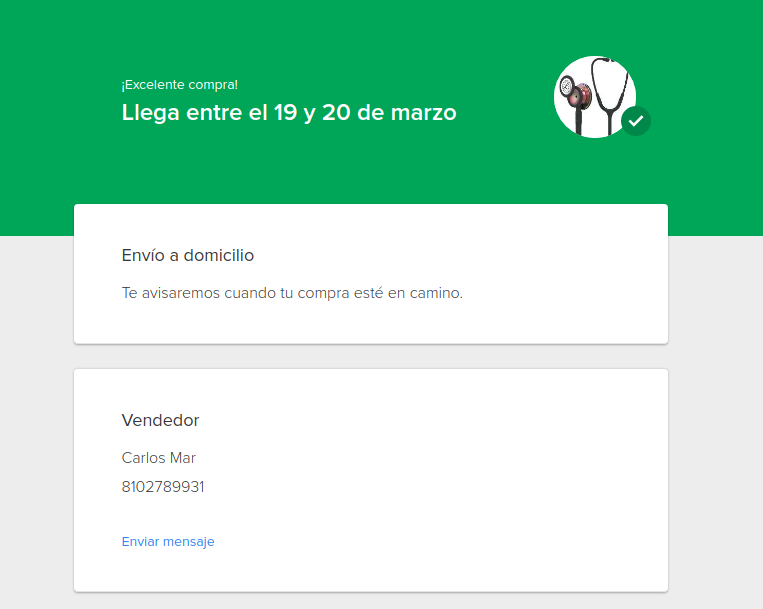 ¡Excelente compra!
Llega entre el 19 y 20 de marzo
Envío a domicilio
Te avisaremos cuando tu compra esté en camino.
Vendedor
Carlos Mar
8102789931
Enviar mensaje